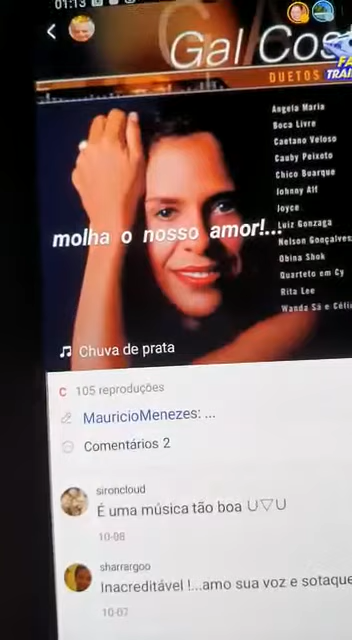 01:13
Gal Cos
DUETOS
Angela Maria
Boca Livre
Caetano Veloso
Cauby Peixoto
Chico Buarque
Johnny Alf
Joyce
Luiz Gonzaga
Nelson Gonçalves
Obina Shok
Quarteto em Cy
Rita Lee
Wanda Sá e Céli
molha o nosso amor!...
Chuva de prata
105 reproduções
MauricioMenezes: ...
Comentários 2
sironcloud
É uma música tão boa U▽U
10-08
sharrargoo
Inacreditável !...amo sua voz e sotaque
10-07